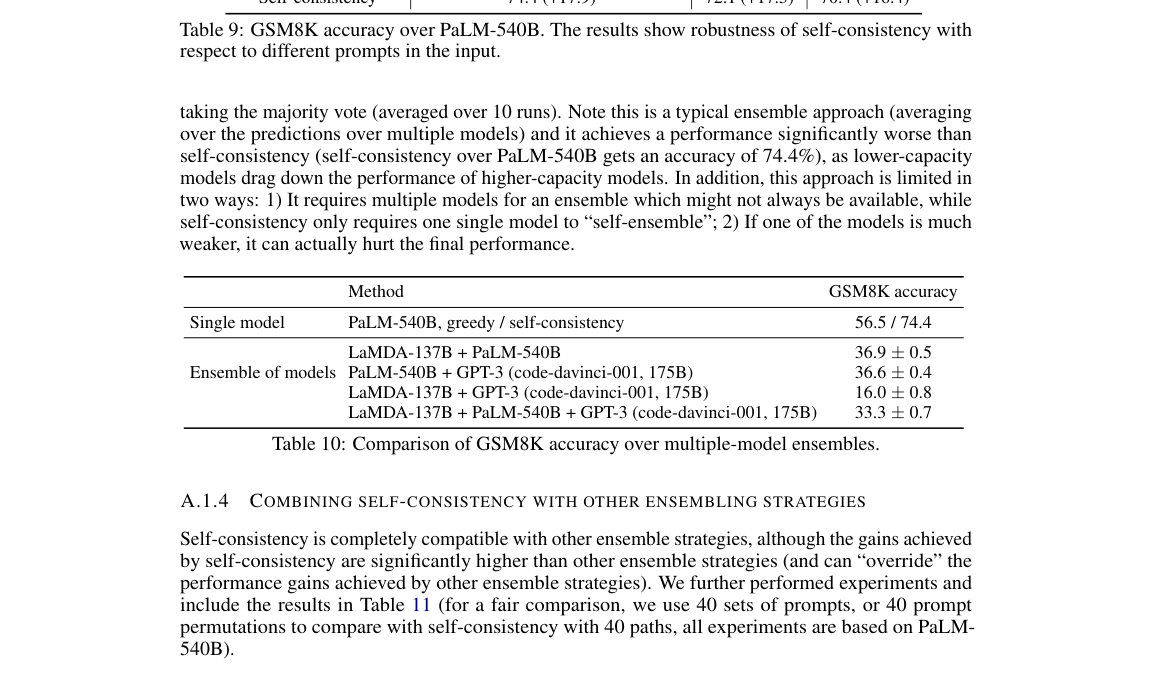 Self-consistency 74.4 (+17.9) 72.1 (+17.3) 70.4 (+16.4)
Table 9: GSM8K accuracy over PaLM-540B. The results show robustness of self-consistency with
respect to different prompts in the input.
taking the majority vote (averaged over 10 runs). Note this is a typical ensemble approach (averaging
over the predictions over multiple models) and it achieves a performance significantly worse than
self-consistency (self-consistency over PaLM-540B gets an accuracy of 74.4%), as lower-capacity
models drag down the performance of higher-capacity models. In addition, this approach is limited in
two ways: 1) It requires multiple models for an ensemble which might not always be available, while
self-consistency only requires one single model to “self-ensemble”; 2) If one of the models is much
weaker, it can actually hurt the final performance.
Method GSM8K accuracy
Single model PaLM-540B, greedy / self-consistency 56.5 / 74.4
LaMDA-137B + PaLM-540B 36.9 ± 0.5
Ensemble of models PaLM-540B + GPT-3 (code-davinci-001, 175B) 36.6 ± 0.4
LaMDA-137B + GPT-3 (code-davinci-001, 175B) 16.0 ± 0.8
LaMDA-137B + PaLM-540B + GPT-3 (code-davinci-001, 175B) 33.3 ± 0.7
Table 10: Comparison of GSM8K accuracy over multiple-model ensembles.
A.1.4 COMBINING SELF-CONSISTENCY WITH OTHER ENSEMBLING STRATEGIES
Self-consistency is completely compatible with other ensemble strategies, although the gains achieved
by self-consistency are significantly higher than other ensemble strategies (and can “override” the
performance gains achieved by other ensemble strategies). We further performed experiments and
include the results in Table 11 (for a fair comparison, we use 40 sets of prompts, or 40 prompt
permutations to compare with self-consistency with 40 paths, all experiments are based on PaLM-
540B).